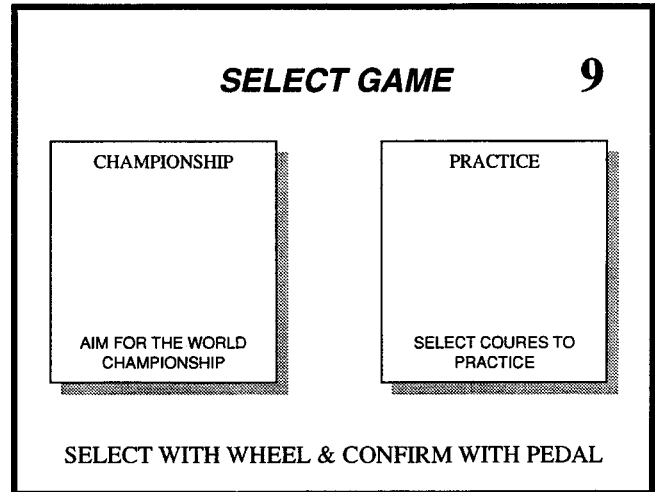 SELECT GAME 9
CHAMPIONSHIP
AIM FOR THE WORLD
CHAMPIONSHIP
PRACTICE
SELECT COURES TO
PRACTICE
SELECT WITH WHEEL & CONFIRM WITH PEDAL